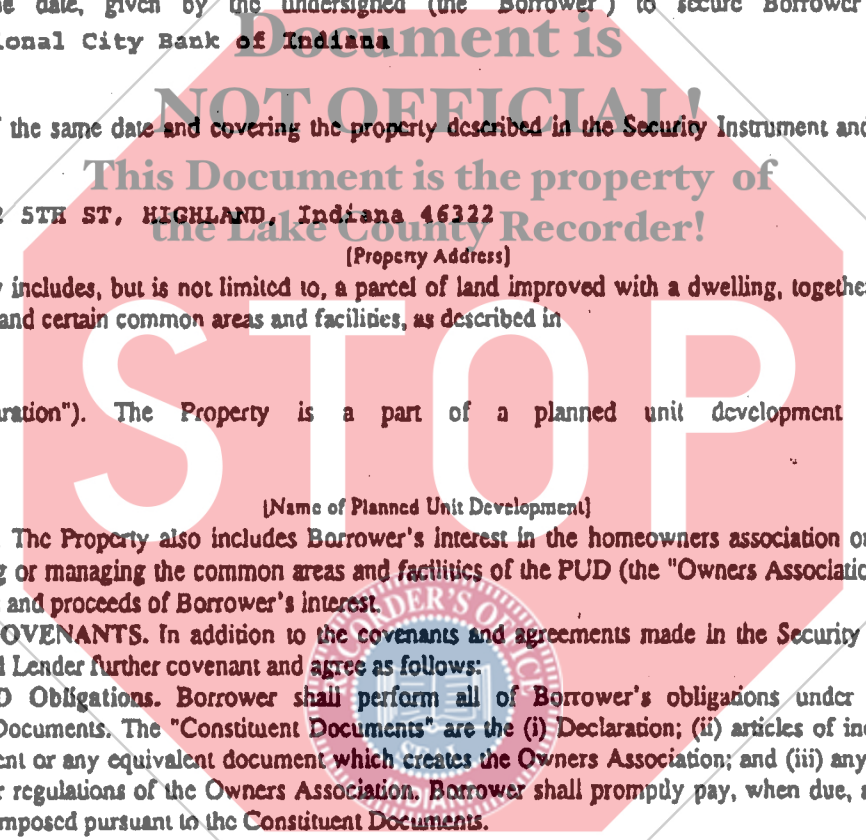 e date, given by the undersigned (the "Borrower") to secure Borrower
ional City Bank of Indiana
Document is
NOT OFFICIAL!
the same date and covering the property described in the Security Instrument and
This Document is the property of
5TH ST, HIGHLAND, Indiana 46322
the Lake County Recorder!
[Property Address]
includes, but is not limited to, a parcel of land improved with a dwelling, together
and certain common areas and facilities, as described in
STOP
ration"). The Property is a part of a planned unit development
[Name of Planned Unit Development]
The Property also includes Borrower's interest in the homeowners association or
g or managing the common areas and facilities of the PUD (the "Owners Associatio
and proceeds of Borrower's interest.
OVENANTS. In addition to the covenants and agreements made in the Security
d Lender further covenant and agree as follows:
D Obligations. Borrower shall perform all of Borrower's obligations under
Documents. The "Constituent Documents" are the (i) Declaration; (ii) articles of in
ent or any equivalent document which creates the Owners Association; and (iii) any
r regulations of the Owners Association. Borrower shall promptly pay, when due, a
mposed pursuant to the Constituent Documents.
CORDER'S OFFICE
SEAL